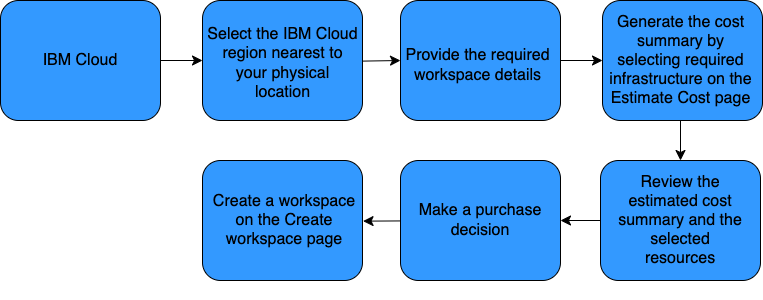 IBM Cloud
Select the IBM Cloud
region nearest to
your physical
location
Provide the required
workspace details
Generate the cost
summary by
selecting required
infrastructure on the
Estimate Cost page
Review the
estimated cost
summary and the
selected
resources
Make a purchase
decision
Create a workspace
on the Create
workspace page